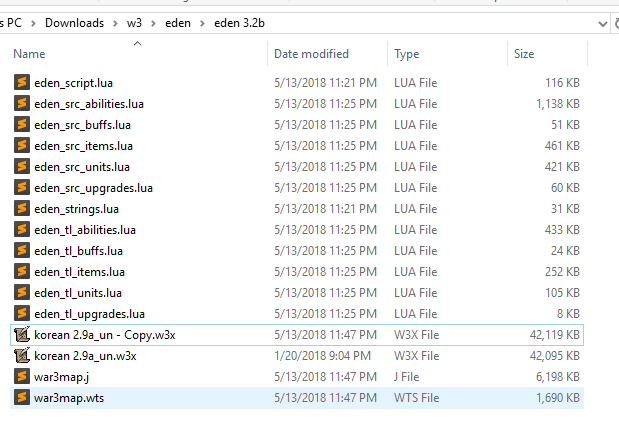 s PC › Downloads › w3 › eden › eden 3.2b
Name Date modified Type Size
eden_script.lua 5/13/2018 11:21 PM LUA File 116 KB
eden_src_abilities.lua 5/13/2018 11:25 PM LUA File 1,138 KB
eden_src_buffs.lua 5/13/2018 11:25 PM LUA File 51 KB
eden_src_items.lua 5/13/2018 11:25 PM LUA File 461 KB
eden_src_units.lua 5/13/2018 11:25 PM LUA File 421 KB
eden_src_upgrades.lua 5/13/2018 11:25 PM LUA File 60 KB
eden_strings.lua 5/13/2018 11:21 PM LUA File 31 KB
eden_tl_abilities.lua 5/13/2018 11:25 PM LUA File 433 KB
eden_tl_buffs.lua 5/13/2018 11:25 PM LUA File 24 KB
eden_tl_items.lua 5/13/2018 11:25 PM LUA File 252 KB
eden_tl_units.lua 5/13/2018 11:25 PM LUA File 105 KB
eden_tl_upgrades.lua 5/13/2018 11:25 PM LUA File 8 KB
korean 2.9a_un - Copy.w3x 5/13/2018 11:47 PM W3X File 42,119 KB
korean 2.9a_un.w3x 1/20/2018 9:04 PM W3X File 42,095 KB
war3map.j 5/13/2018 11:47 PM J File 6,198 KB
war3map.wts 5/13/2018 11:47 PM WTS File 1,690 KB